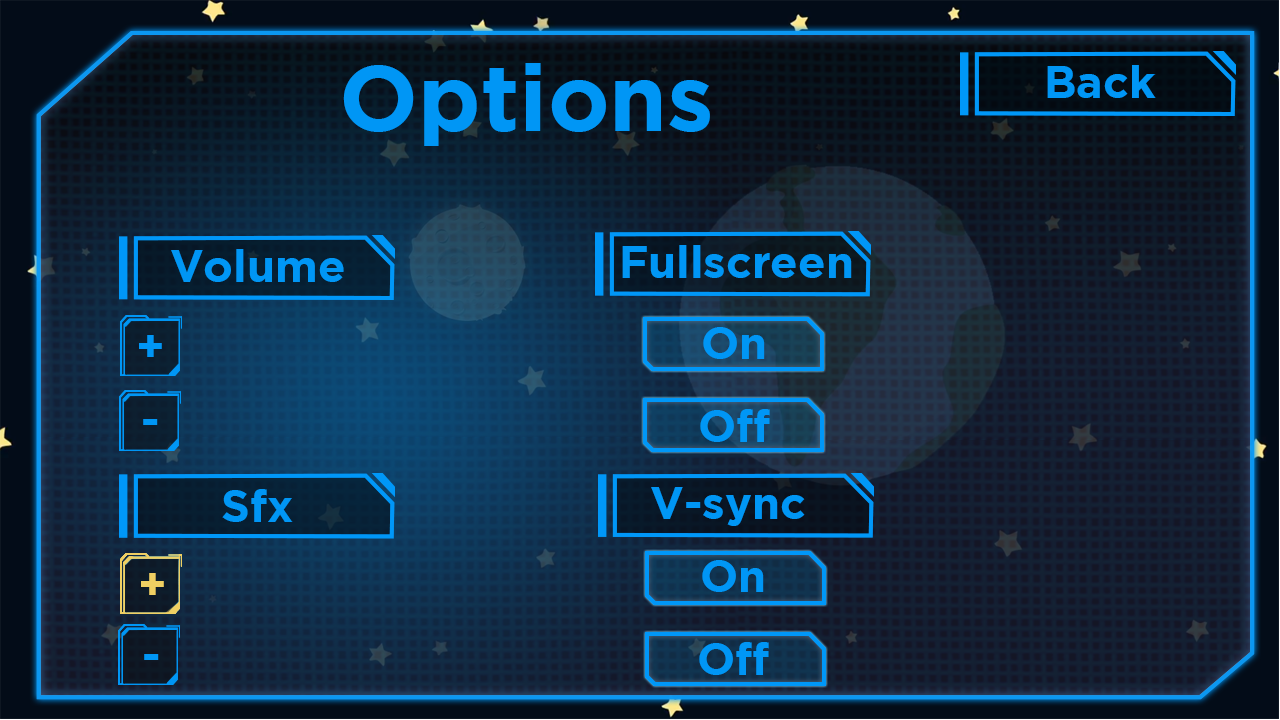 Options
Back
Volume
+
-
Sfx
+
-
Fullscreen
On
Off
V-sync
On
Off